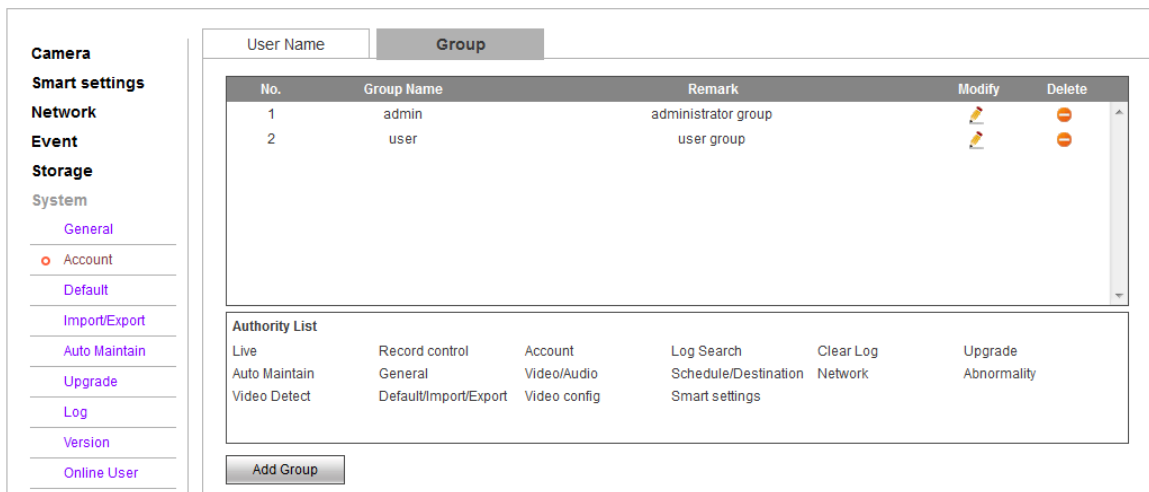 Camera
Smart settings
Network
Event
Storage
System
General
Account
Default
Import/Export
Auto Maintain
Upgrade
Log
Version
Online User
User Name Group
No. Group Name Remark Modify Delete
1 admin administrator group
2 user user group
Authority List
Live Record control Account Log Search Clear Log Upgrade
Auto Maintain General Video/Audio Schedule/Destination Network Abnormality
Video Detect Default/Import/Export Video config Smart settings
Add Group